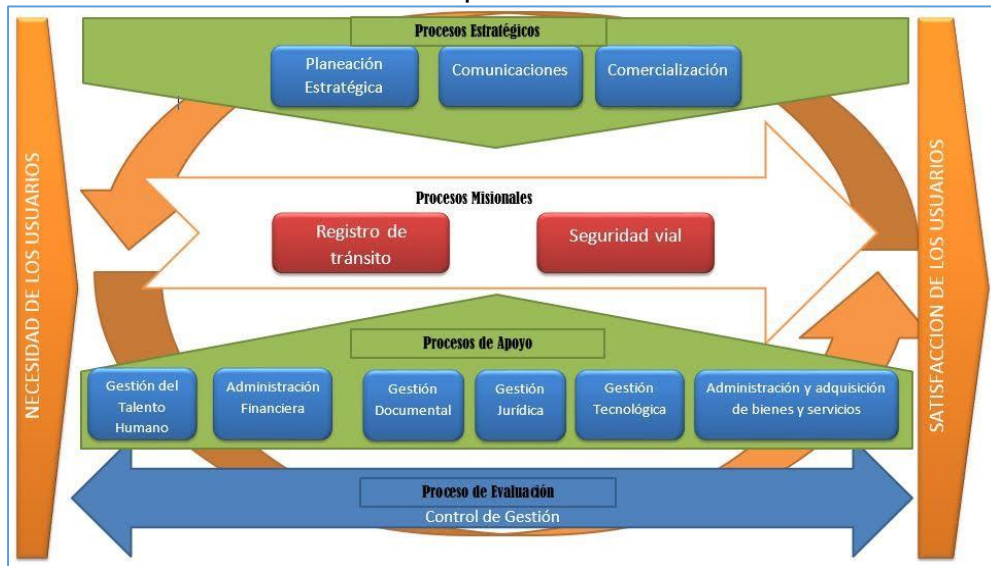 Procesos Estratégicos
Planeación
Estratégica
Comunicaciones
Comercialización
NECESIDAD DE LOS USUARIOS
Procesos Misionales
Registro de
tránsito
Seguridad vial
SATISFACCION DE LOS USUARIOS
Procesos de Apoyo
Gestión del
Talento
Humano
Administración
Financiera
Gestión
Documental
Gestión
Jurídica
Gestión
Tecnológica
Administración y adquisición
de bienes y servicios
Proceso de Evaluación
Control de Gestión